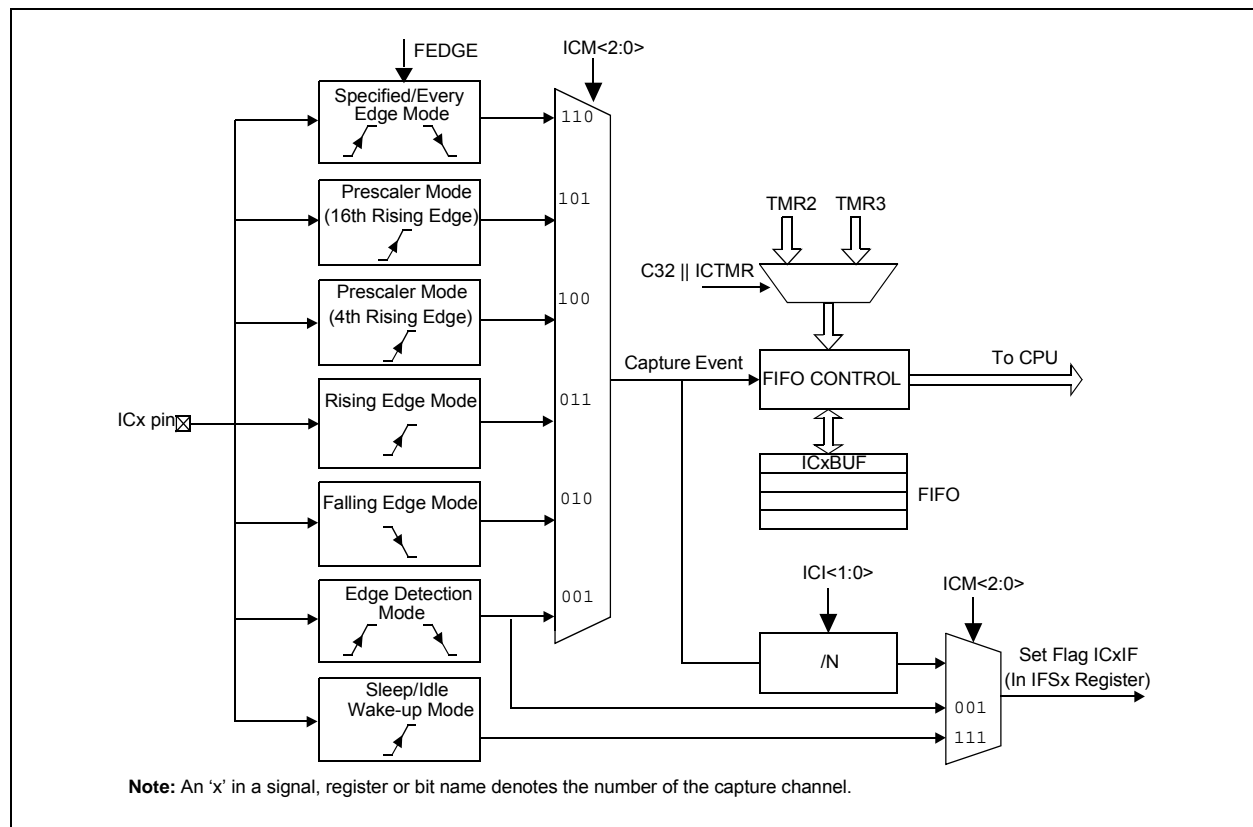 FEDGE
ICM<2:0>
Specified/Every
Edge Mode
110
Prescaler Mode
(16th Rising Edge)
101
TMR2
TMR3
C32 || ICTMR
Prescaler Mode
(4th Rising Edge)
100
Capture Event
FIFO CONTROL
To CPU
Rising Edge Mode
011
ICx pin
ICxBUF
FIFO
Falling Edge Mode
010
Edge Detection
Mode
001
ICI<1:0>
ICM<2:0>
/N
Set Flag ICxIF
(In IFSx Register)
Sleep/Idle
Wake-up Mode
001
111
Note: An ‘x’ in a signal, register or bit name denotes the number of the capture channel.